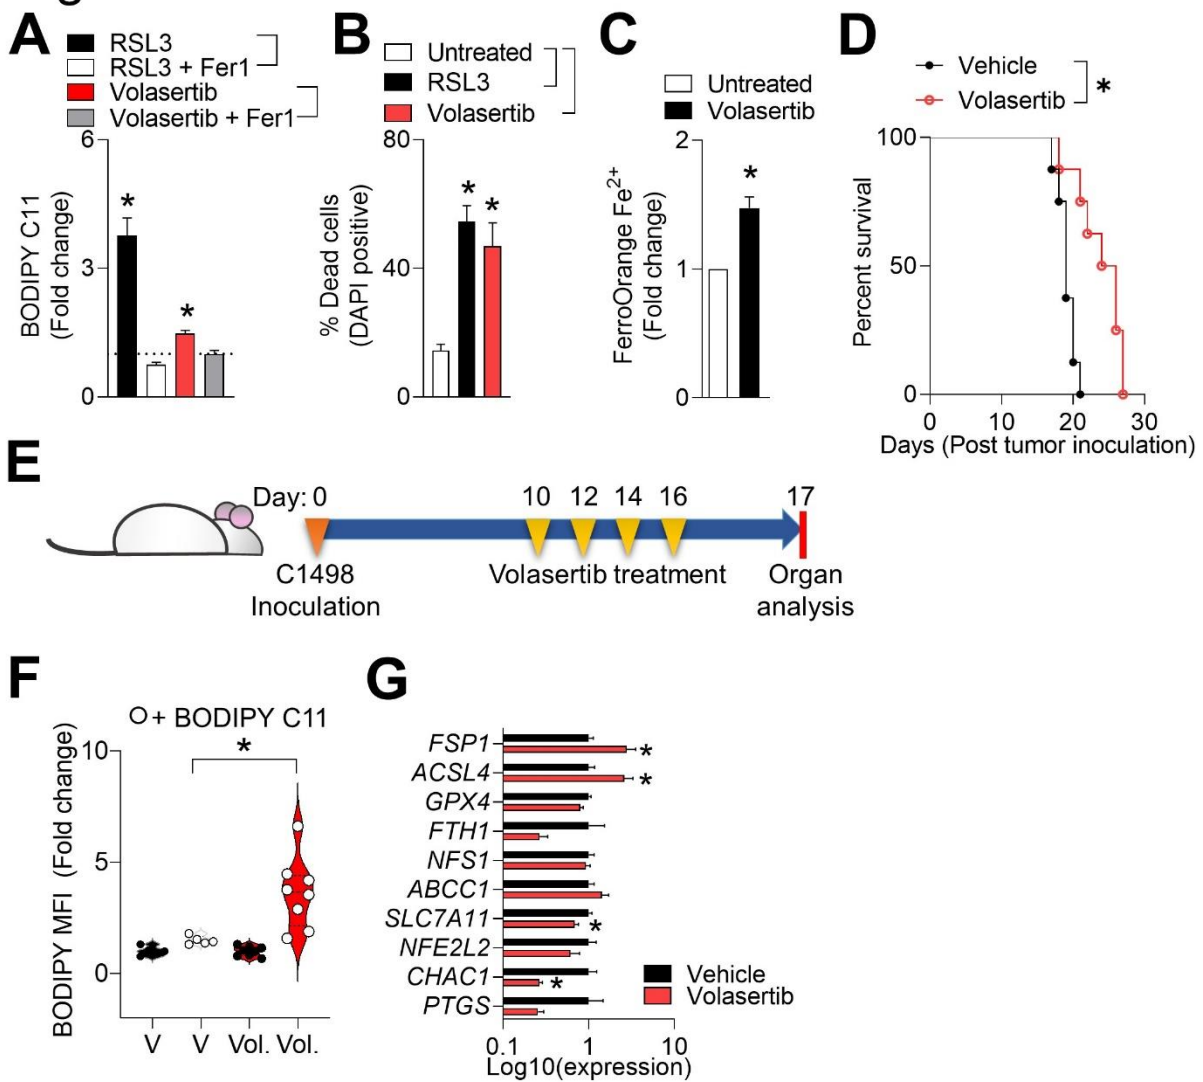 A
RSL3
RSL3 + Fer1
Volasertib
Volasertib + Fer1
BODIPY C11
(Fold change)
6
3
0
*
*
B
Untreated
RSL3
Volasertib
% Dead cells
(DAPI positive)
80
40
0
*
*
C
Untreated
Volasertib
FerroOrange Fe2+
(Fold change)
2
1
0
*
D
Vehicle
Volasertib
*
Percent survival
100
50
0
0 10 20 30
Days (Post tumor inoculation)
E
Day: 0 10 12 14 16 17
C1498
Inoculation
Volasertib treatment
Organ
analysis
F
+ BODIPY C11
*
BODIPY MFI (Fold change)
10
5
0
V V Vol. Vol.
G
FSP1 *
ACSL4 *
GPX4
FTH1
NFS1
ABCC1
SLC7A11 *
NFE2L2
CHAC1 *
PTGS
Vehicle
Volasertib
0.1 1 10
Log10(expression)